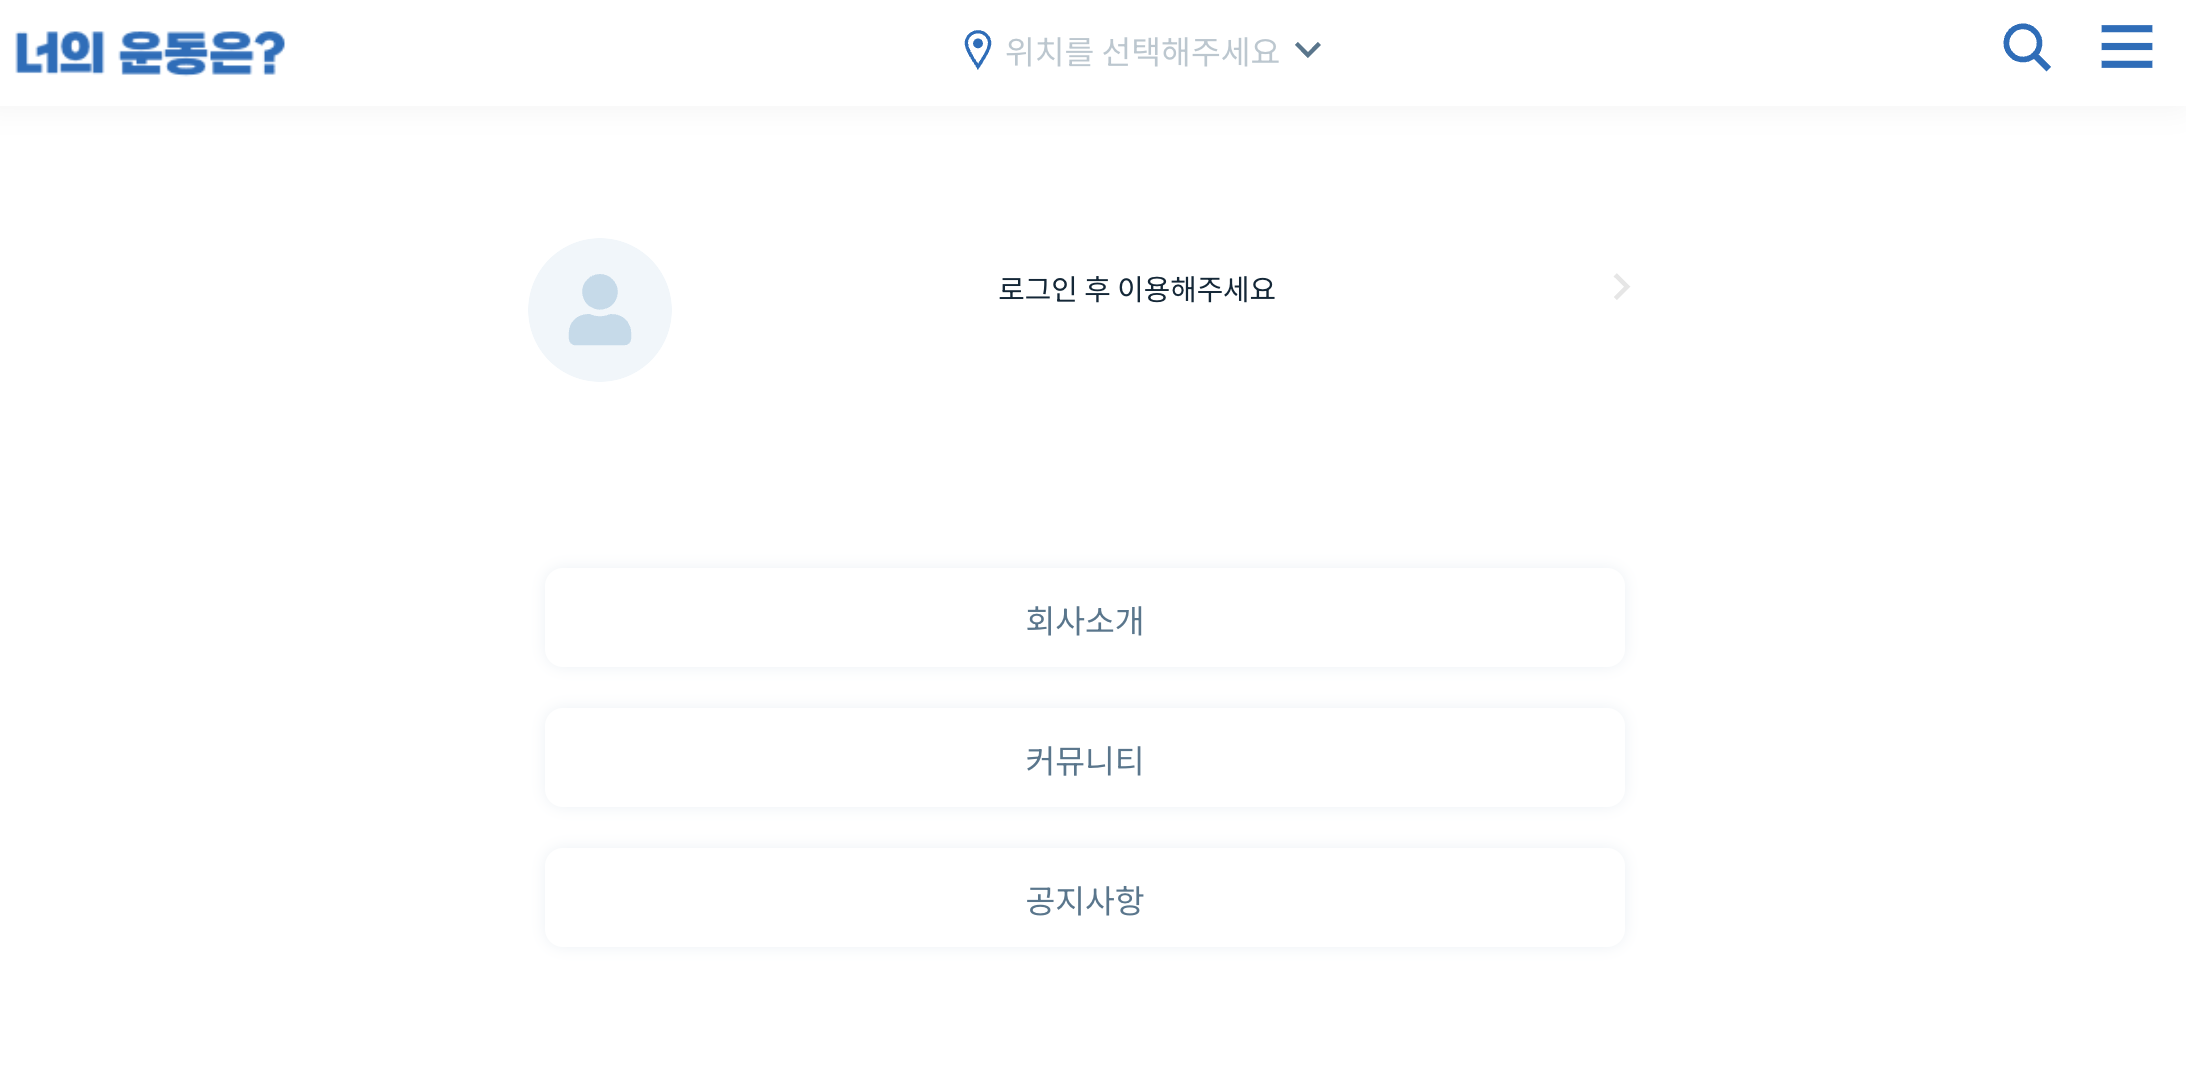 너의 운동은?
위치를 선택해주세요
로그인 후 이용해주세요
회사소개
커뮤니티
공지사항